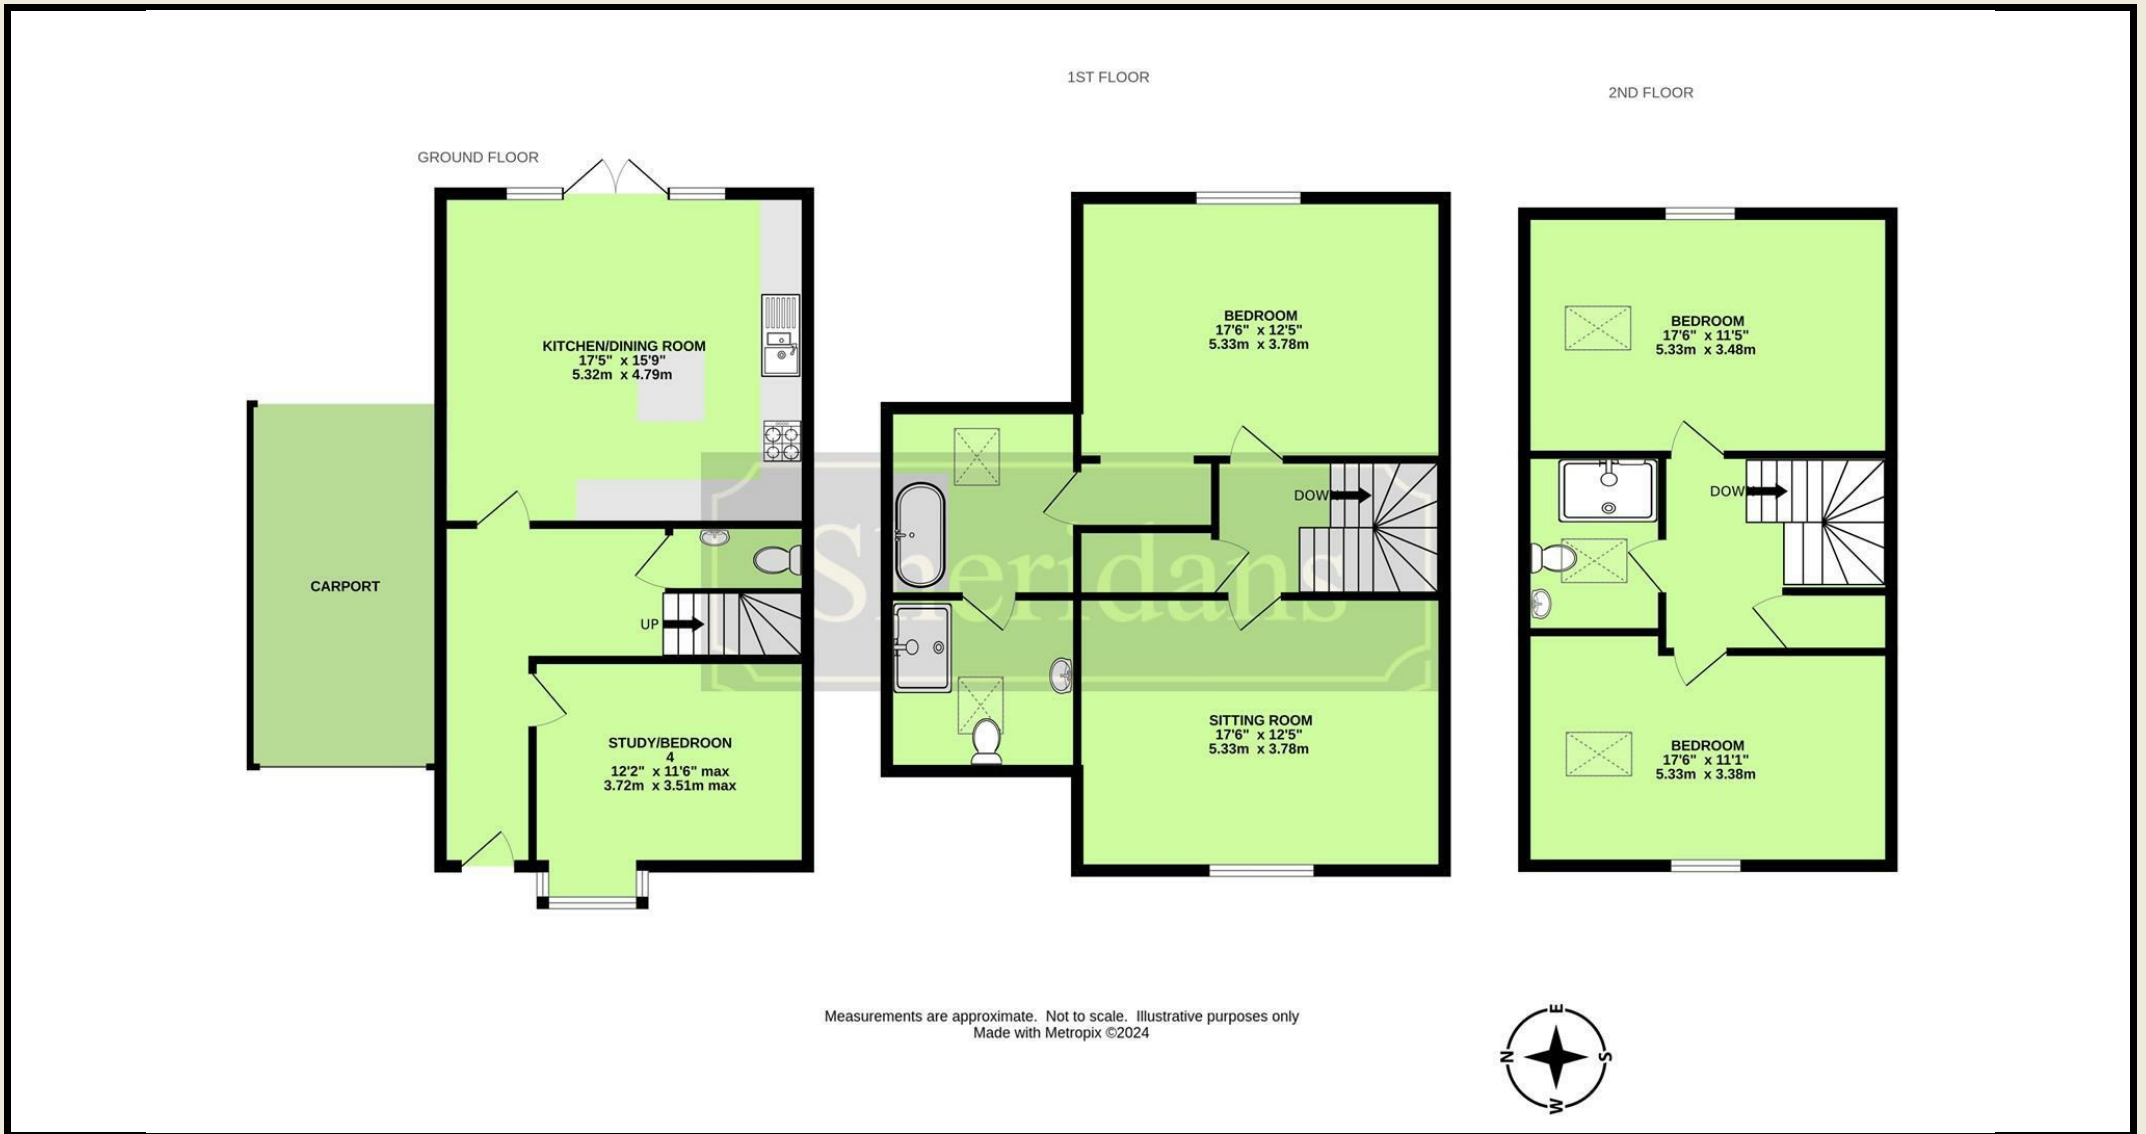 1ST FLOOR
2ND FLOOR
GROUND FLOOR
KITCHEN/DINING ROOM
17'5" x 15'9"
5.32m x 4.79m
CARPORT
UP
STUDY/BEDROON
4
12'2" x 11'6" max
3.72m x 3.51m max
BEDROOM
17'6" x 12'5"
5.33m x 3.78m
DOWN
SITTING ROOM
17'6" x 12'5"
5.33m x 3.78m
Sheridans
BEDROOM
17'6" x 11'5"
5.33m x 3.48m
DOWN
BEDROOM
17'6" x 11'1"
5.33m x 3.38m
Measurements are approximate. Not to scale. Illustrative purposes only
Made with Metropix ©2024
E
N
S
W